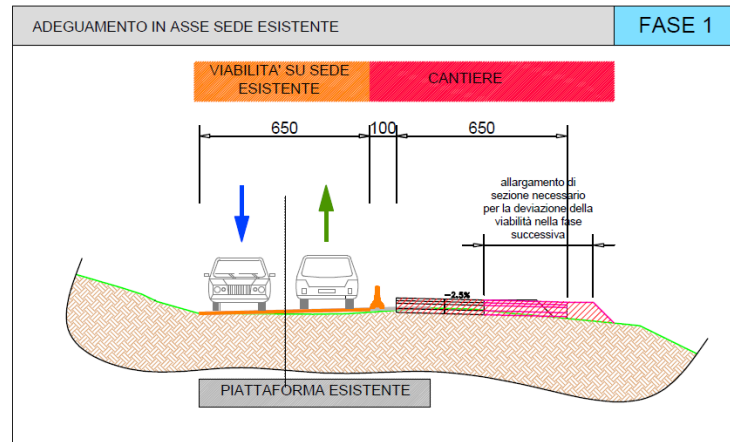 ADEGUAMENTO IN ASSE SEDE ESISTENTE
FASE 1
VIABILITA' SU SEDE
ESISTENTE
CANTIERE
650
100
650
allargamento di
sezione necessario
per la deviazione della
viabilità nella fase
successiva
-2.5%
PIATTAFORMA ESISTENTE